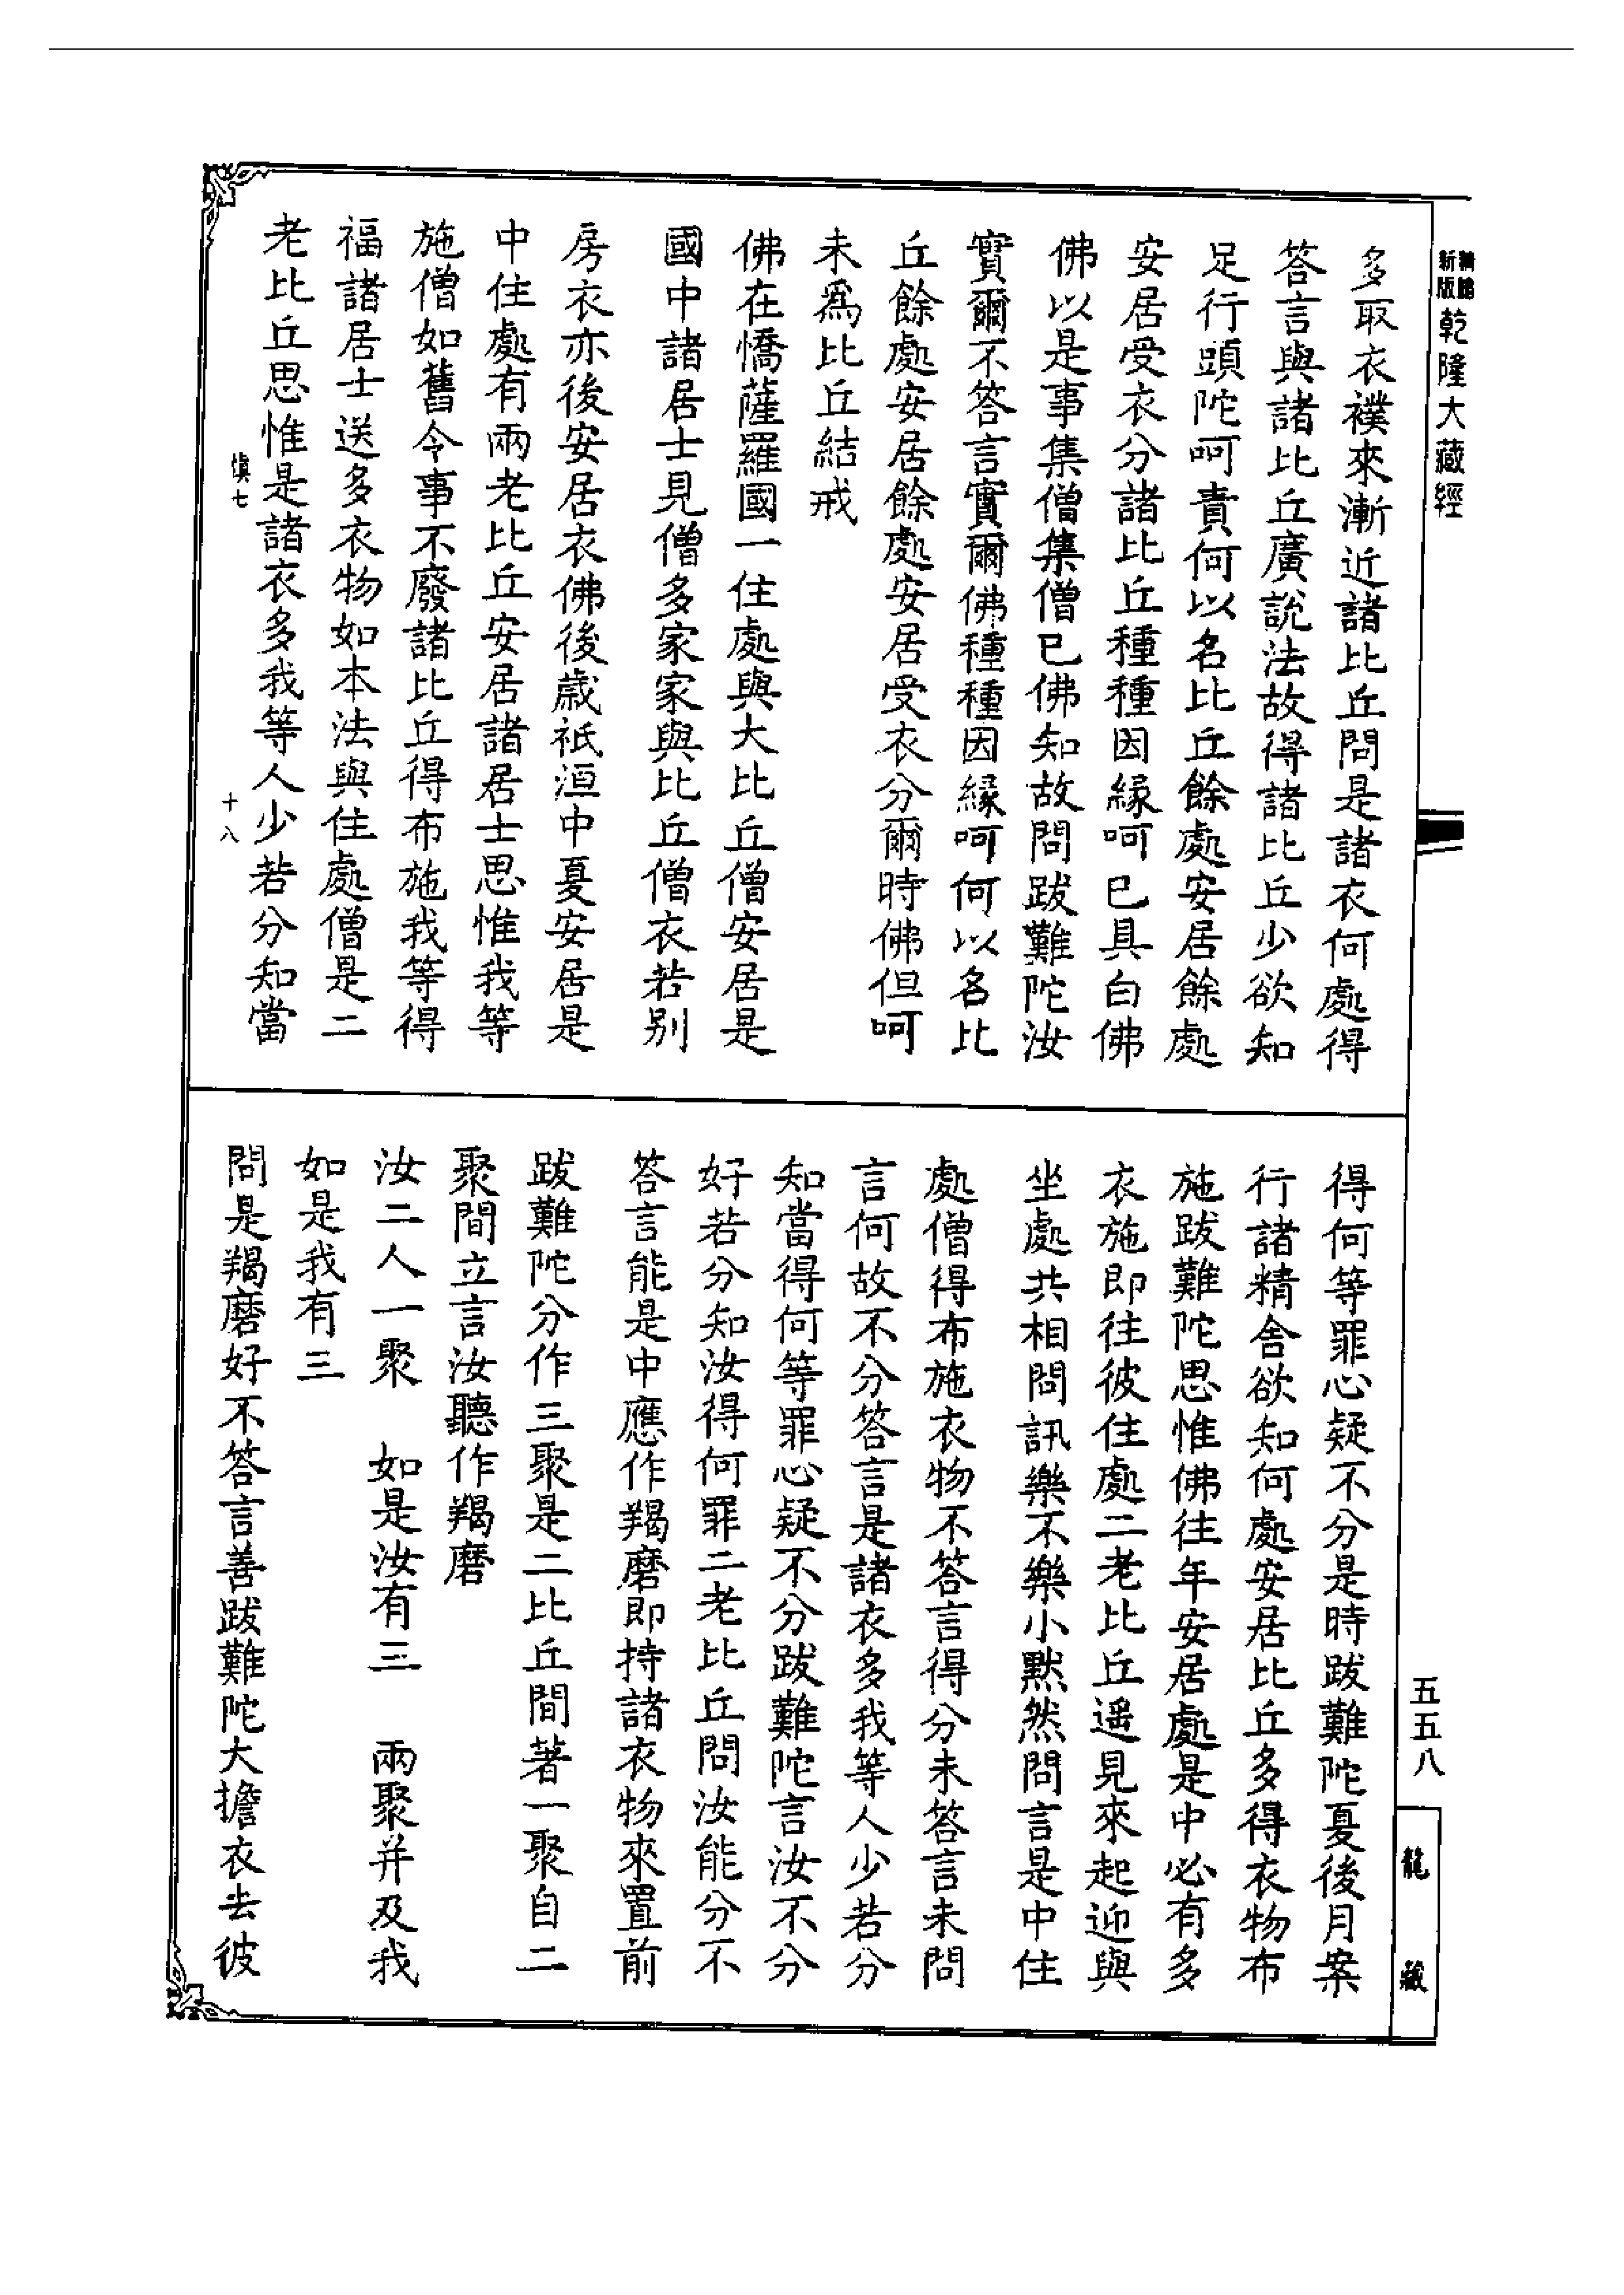 新版
乾隆大藏經
多取衣襆來漸近諸比丘問是諸衣何處得
答言與諸比丘廣說法故得諸比丘少欲知
足行頭陀呵責何以名比丘餘處安居餘處
安居受衣分諸比丘種種因緣呵已具白佛
佛以是事集僧集僧已佛知故問跋難陀汝
實爾不答言實爾佛種種因緣呵何以名比
丘餘處安居餘處安居受衣分爾時佛但呵
未爲比丘結戒
佛在憍薩羅國一住處與大比丘僧安居是
國中諸居士見僧多家家與比丘僧衣若別
房衣亦後安居衣佛後歲祇洹中夏安居是
中住處有兩老比丘安居諸居士思惟我等
施僧如舊令事不廢諸比丘得布施我等得
福諸居士送多衣物如本法與住處僧是二
老比丘思惟是諸衣多我等人少若分知當
慎七
十八
得何等罪心疑不分是時跋難陀夏後月案
行諸精舍欲知何處安居比丘多得衣物布
施跋難陀思惟佛往年安居處是中必有多
衣施即往彼住處二老比丘遥見來起迎與
坐處共相問訊樂不樂小默然問言是中住
處僧得布施衣物不答言得分未答言未問
言何故不分答言是諸衣多我等人少若分
知當得何等罪心疑不分跋難陀言汝不分
好若分知汝得何罪二老比丘問汝能分不
答言能是中應作羯磨即持諸衣物來置前
跋難陀分作三聚是二比丘間著一聚自二
聚間立言汝聽作羯磨
汝二人一聚 如是汝有三 兩聚并及我
如是我有三
問是羯磨好不答言善跋難陀大擔衣去彼
五五八
龍藏